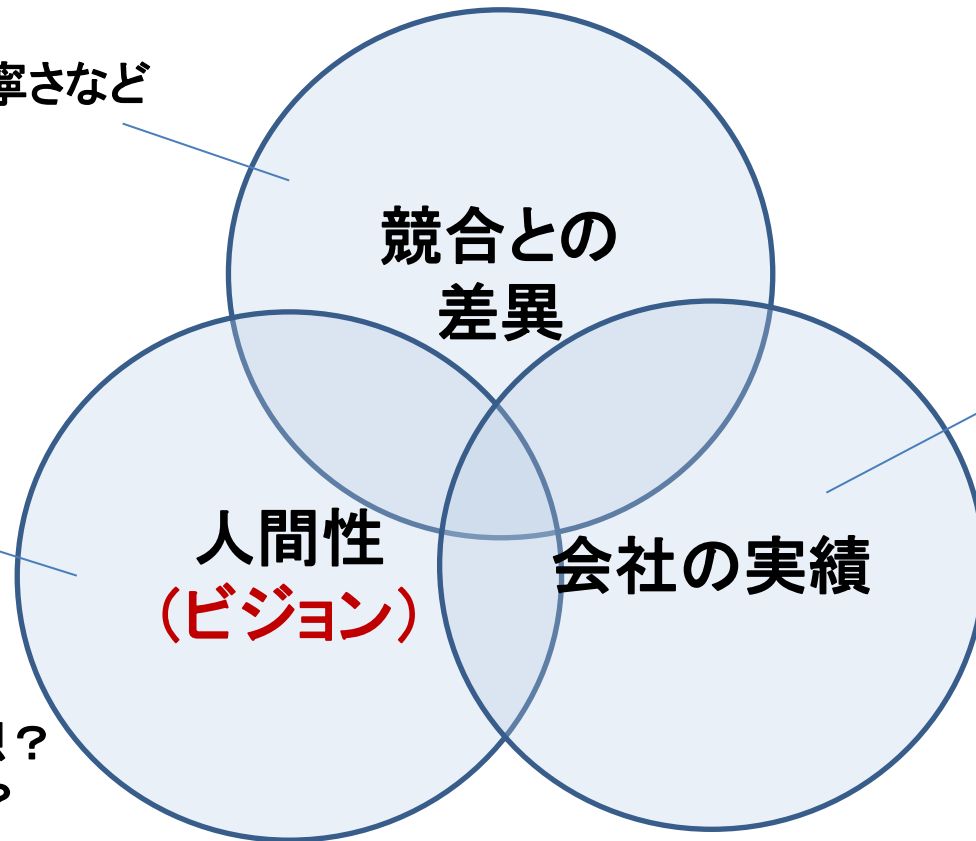 寧さなど
競合との
差異
人間性
（ビジョン）
会社の実績
？